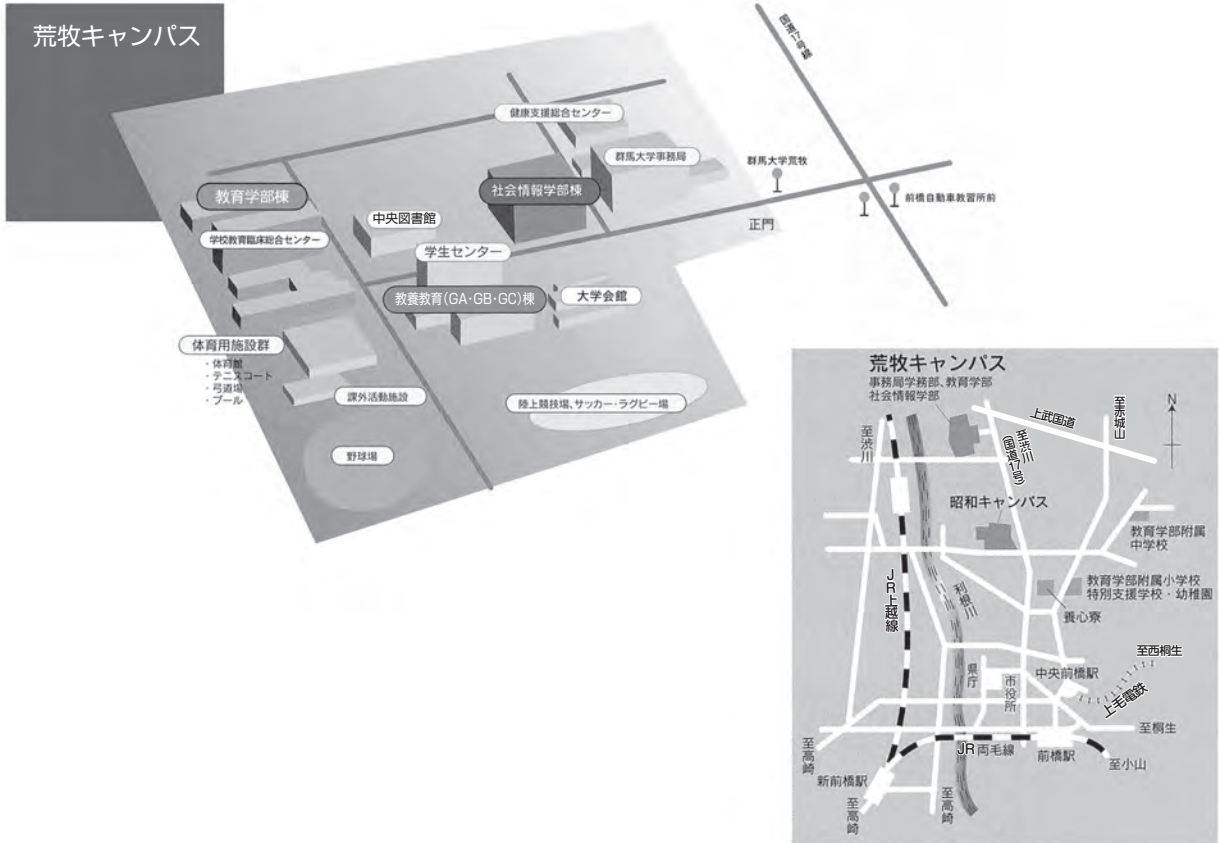 荒牧キャンパス
国道17号線
健康支援総合センター
群馬大学事務局
群馬大学荒牧
前橋自動車教習所前
正門
教育学部棟
社会情報学部棟
中央図書館
学校教育臨床総合センター
学生センター
教養教育(GA・GB・GC)棟
大学会館
体育用施設群
・体育館
・テニスコート
・弓道場
・プール
課外活動施設
陸上競技場、サッカー・ラグビー場
野球場
荒牧キャンパス
事務局学務部、教育学部
社会情報学部
至渋川
至渋川
(国道17号)
上武国道
至赤城山
N
昭和キャンパス
教育学部附属
中学校
教育学部附属小学校
特別支援学校・幼稚園
養心寮
JR上越線
利根川
県庁
市役所
中央前橋駅
至西桐生
上毛電鉄
至桐生
JR両毛線
前橋駅
至小山
至高崎
新前橋駅
至高崎
至高崎